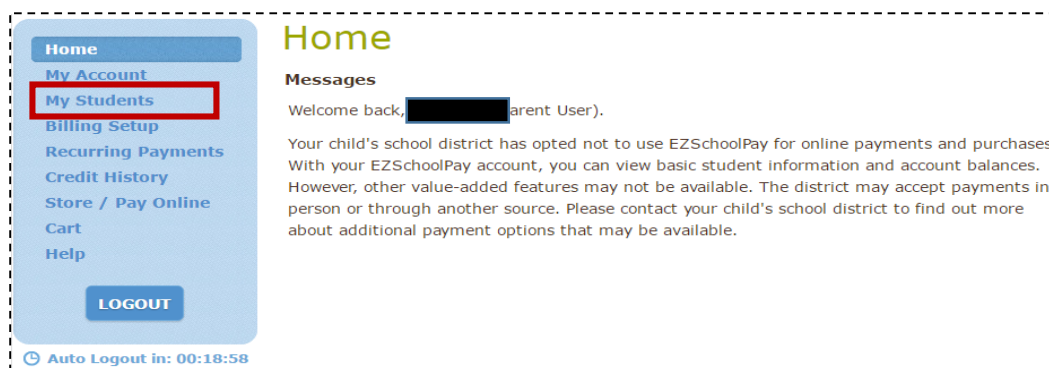 Home
My Account
My Students
Billing Setup
Recurring Payments
Credit History
Store / Pay Online
Cart
Help
LOGOUT
Auto Logout in: 00:18:58
Home
Messages
Welcome back, arent User).
Your child's school district has opted not to use EZSchoolPay for online payments and purchases
With your EZSchoolPay account, you can view basic student information and account balances.
However, other value-added features may not be available. The district may accept payments in
person or through another source. Please contact your child's school district to find out more
about additional payment options that may be available.